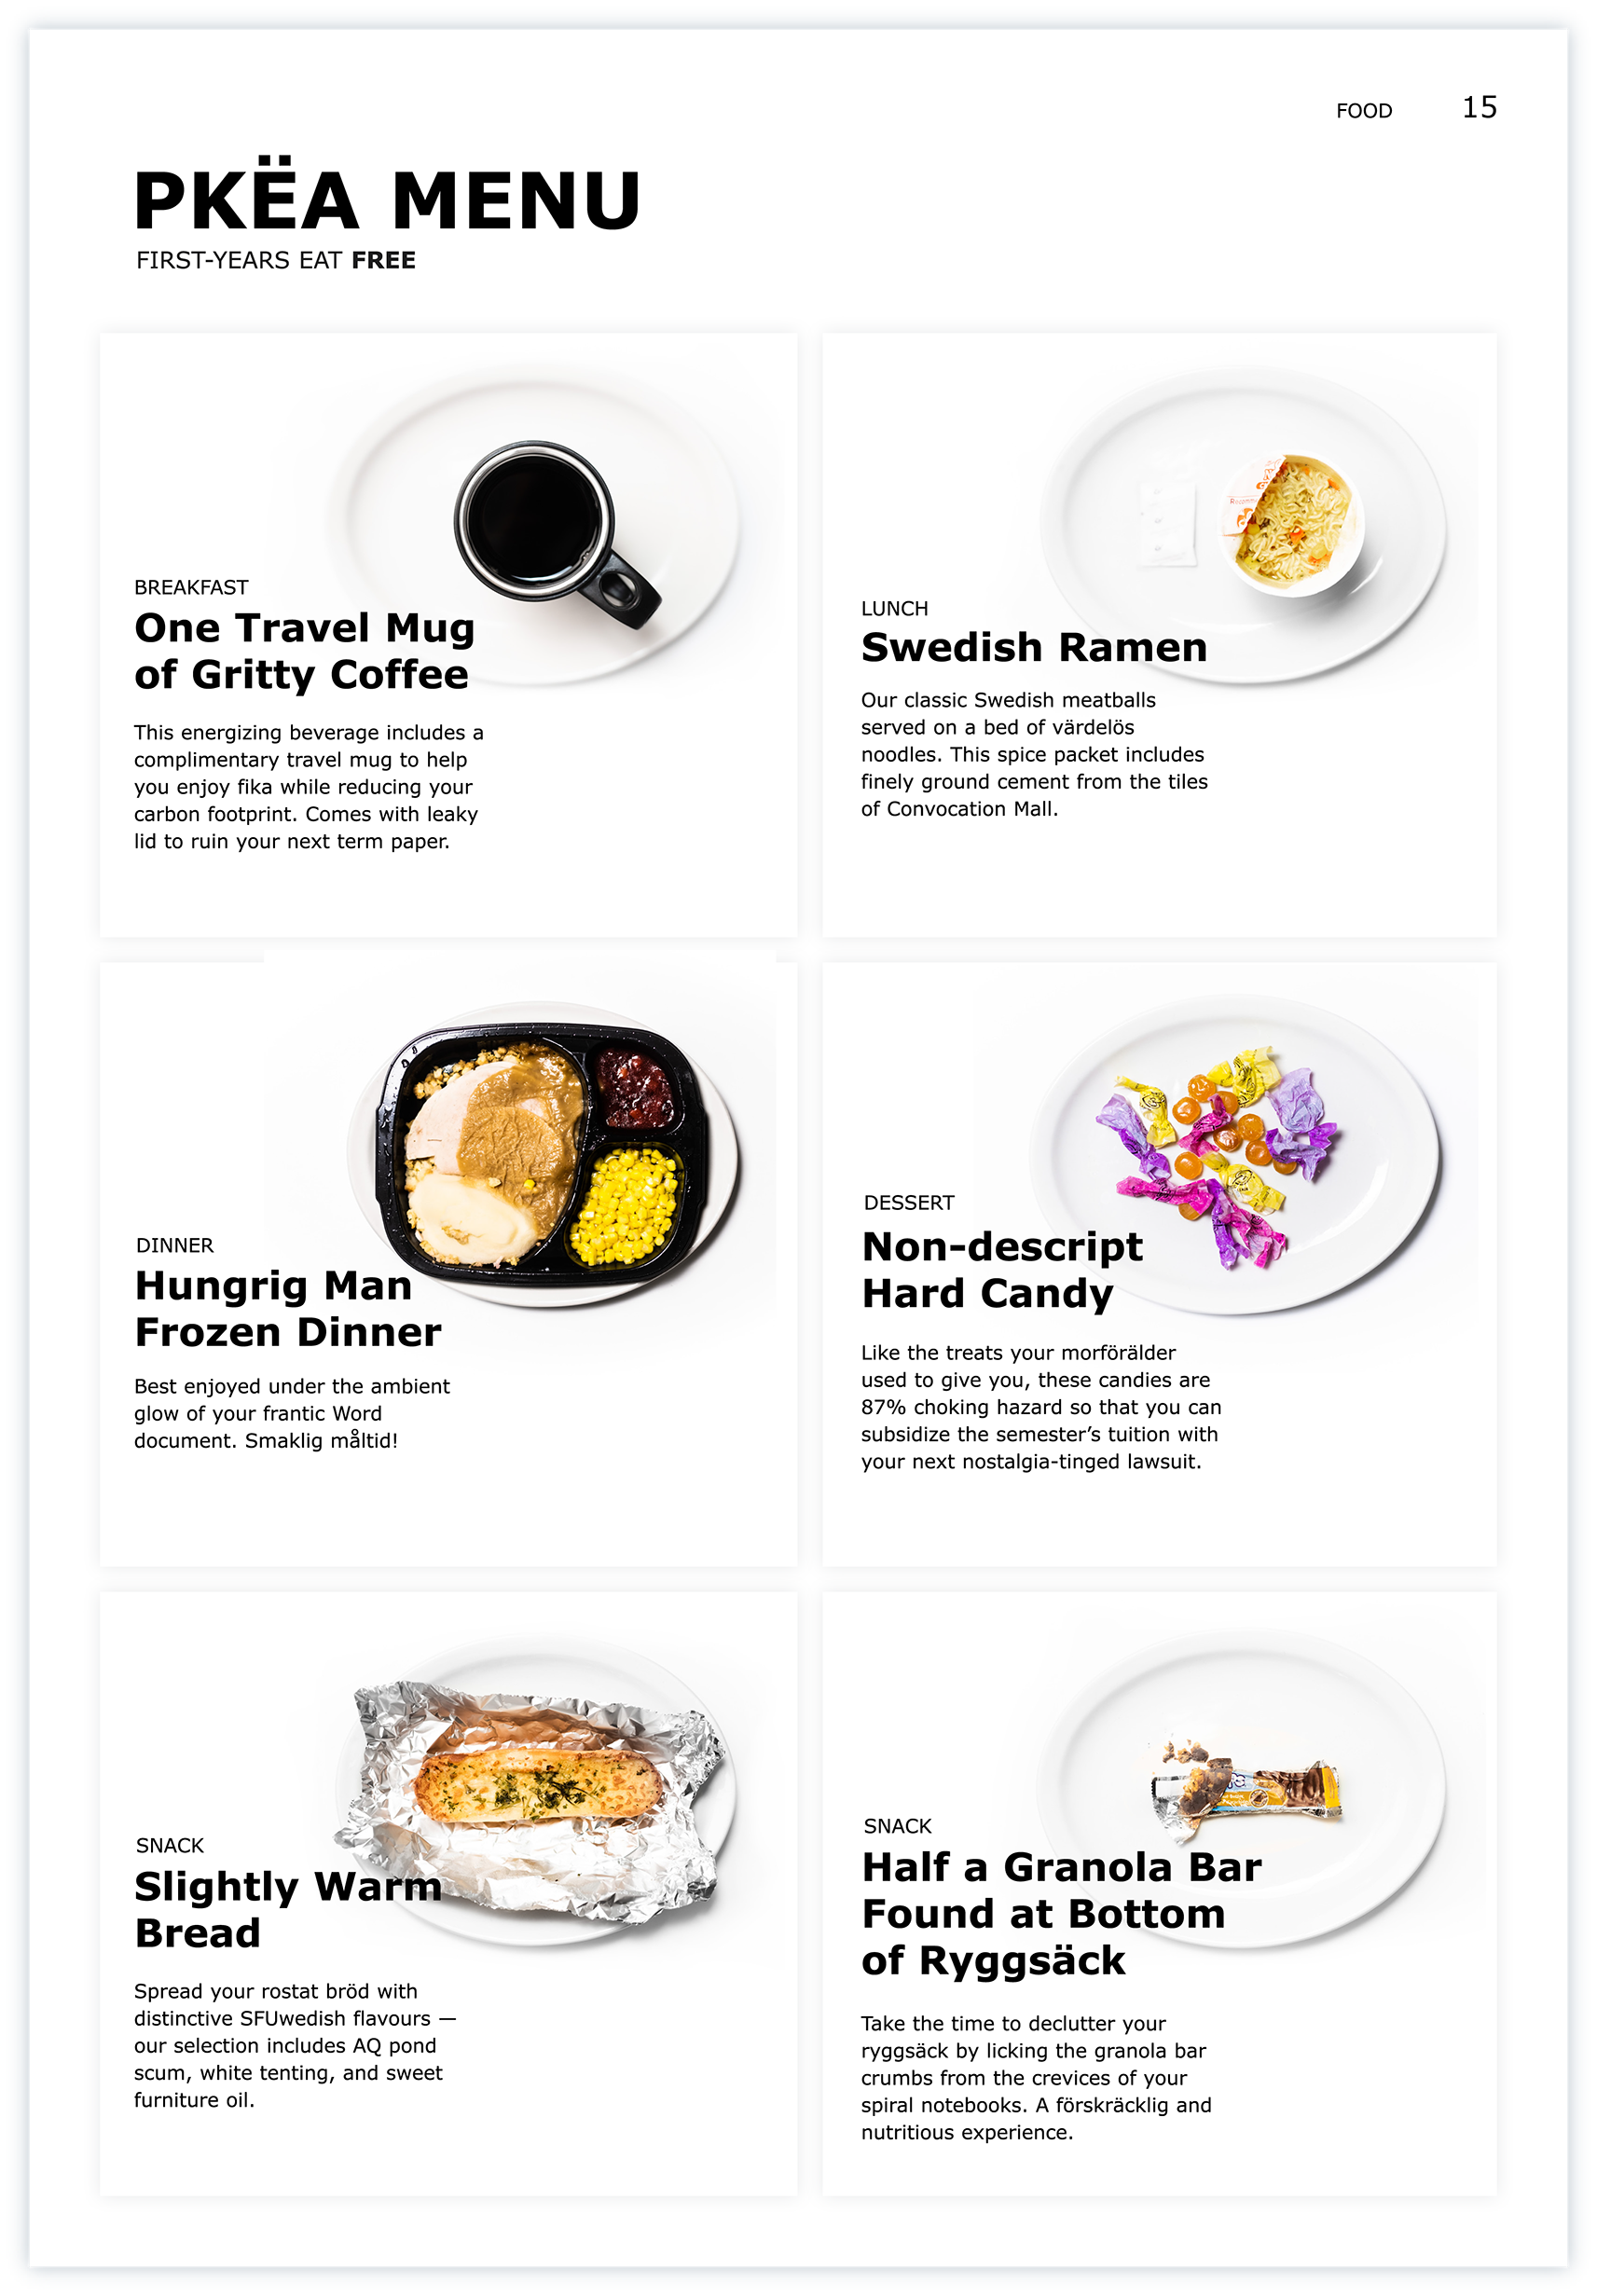 FOOD 15
PKËA MENU
FIRST-YEARS EAT FREE
BREAKFAST
One Travel Mug
of Gritty Coffee
This energizing beverage includes a
complimentary travel mug to help
you enjoy fika while reducing your
carbon footprint. Comes with leaky
lid to ruin your next term paper.
LUNCH
Swedish Ramen
Our classic Swedish meatballs
served on a bed of värdelös
noodles. This spice packet includes
finely ground cement from the tiles
of Convocation Mall.
DINNER
Hungrig Man
Frozen Dinner
Best enjoyed under the ambient
glow of your frantic Word
document. Smaklig måltid!
DESSERT
Non-descript
Hard Candy
Like the treats your morförälder
used to give you, these candies are
87% choking hazard so that you can
subsidize the semester’s tuition with
your next nostalgia-tinged lawsuit.
SNACK
Slightly Warm
Bread
Spread your rostat bröd with
distinctive SFUwedish flavours —
our selection includes AQ pond
scum, white tenting, and sweet
furniture oil.
SNACK
Half a Granola Bar
Found at Bottom
of Ryggsäck
Take the time to declutter your
ryggsäck by licking the granola bar
crumbs from the crevices of your
spiral notebooks. A förskräcklig and
nutritious experience.